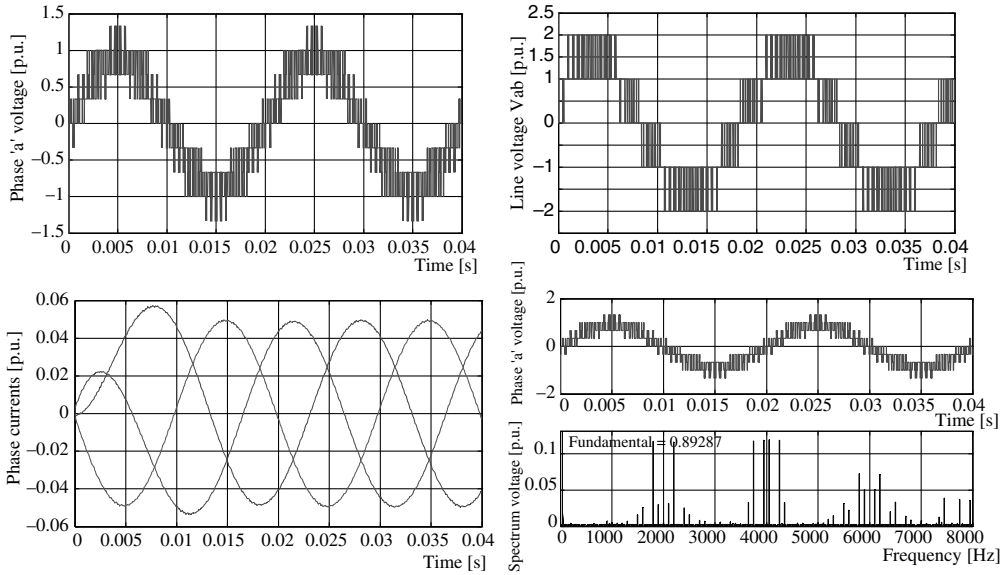 Phase 'a' voltage [p.u.]
1.5
1
0.5
0
−0.5
−1
−1.5
0 0.005 0.01 0.015 0.02 0.025 0.03 0.035 0.04
Time [s]
Line voltage Vab [p.u.]
2.5
2
1
0
−1
−2
0 0.005 0.01 0.015 0.02 0.025 0.03 0.035 0.04
Time [s]
Phase currents [p.u.]
0.06
0.04
0.02
0
−0.02
−0.04
−0.06
0 0.005 0.01 0.015 0.02 0.025 0.03 0.035 0.04
Time [s]
Phase 'a' voltage [p.u.]
2
0
−2
0 0.005 0.01 0.015 0.02 0.025 0.03 0.035 0.04
Time [s]
Spectrum voltage [p.u.]
Fundamental = 0.89287
0.1
0.05
0
0 1000 2000 3000 4000 5000 6000 7000 8000
Frequency [Hz]